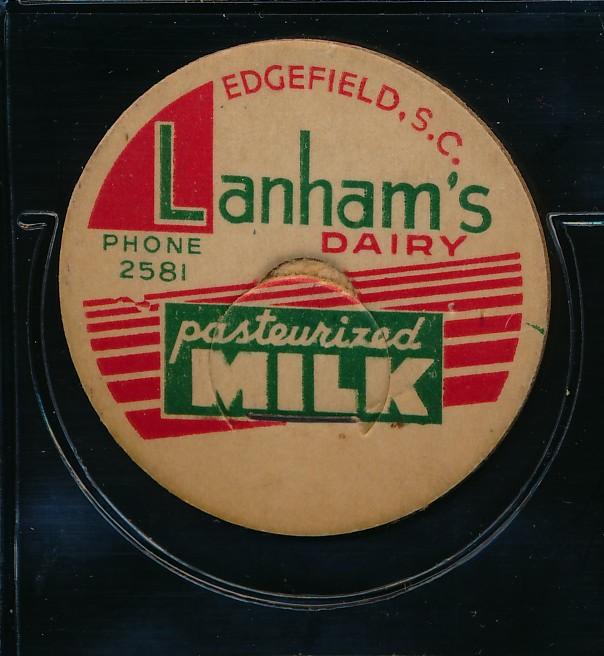 EDGEFIELD, S.C.
Lanham's
DAIRY
PHONE
2581
pasteurized
MILK